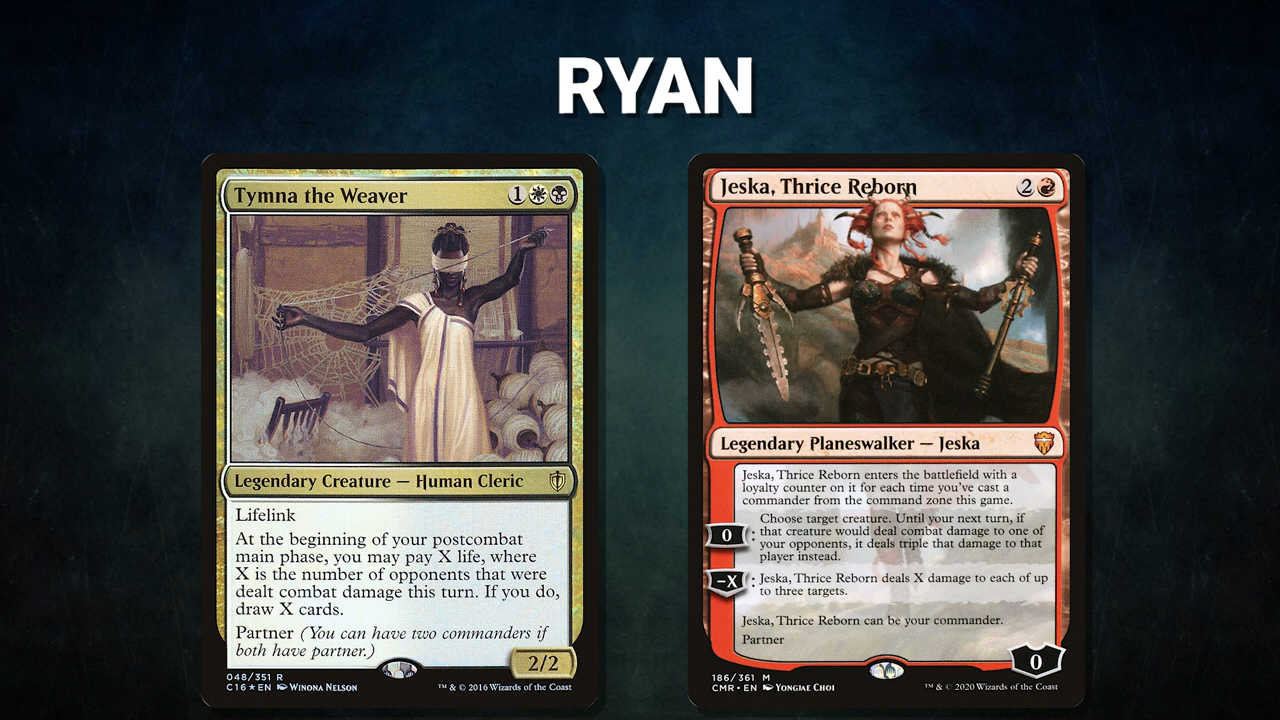 RYAN
Tymna the Weaver
1
Legendary Creature — Human Cleric
Lifelink
At the beginning of your postcombat
main phase, you may pay X life, where
X is the number of opponents that were
dealt combat damage this turn. If you do,
draw X cards.
Partner (You can have two commanders if
both have partner.)
2/2
048/351 R
C16★EN Winona Nelson
™ & © 2016 Wizards of the Coast
Jeska, Thrice Reborn
2
Legendary Planeswalker — Jeska
Jeska, Thrice Reborn enters the battlefield with a
loyalty counter on it for each time you've cast a
commander from the command zone this game.
0 : Choose target creature. Until your next turn, if
that creature would deal combat damage to one of
your opponents, it deals triple that damage to that
player instead.
-X : Jeska, Thrice Reborn deals X damage to each of up
to three targets.
Jeska, Thrice Reborn can be your commander.
Partner
0
186/361 M
CMR • EN Yongjae Choi
™ & © 2020 Wizards of the Coast